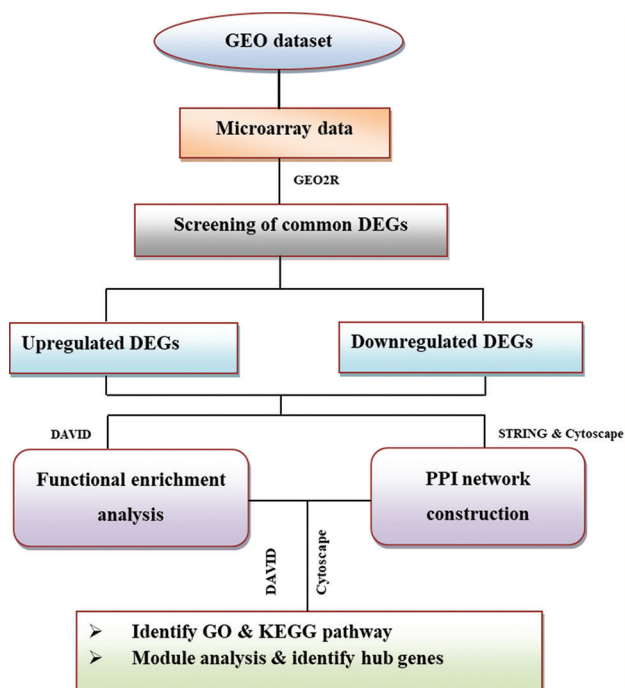 GEO dataset
Microarray data
GEO2R
Screening of common DEGs
Upregulated DEGs
Downregulated DEGs
DAVID
STRING & Cytoscape
Functional enrichment
analysis
PPI network
construction
DAVID
Cytoscape
➢ Identify GO & KEGG pathway
➢ Module analysis & identify hub genes